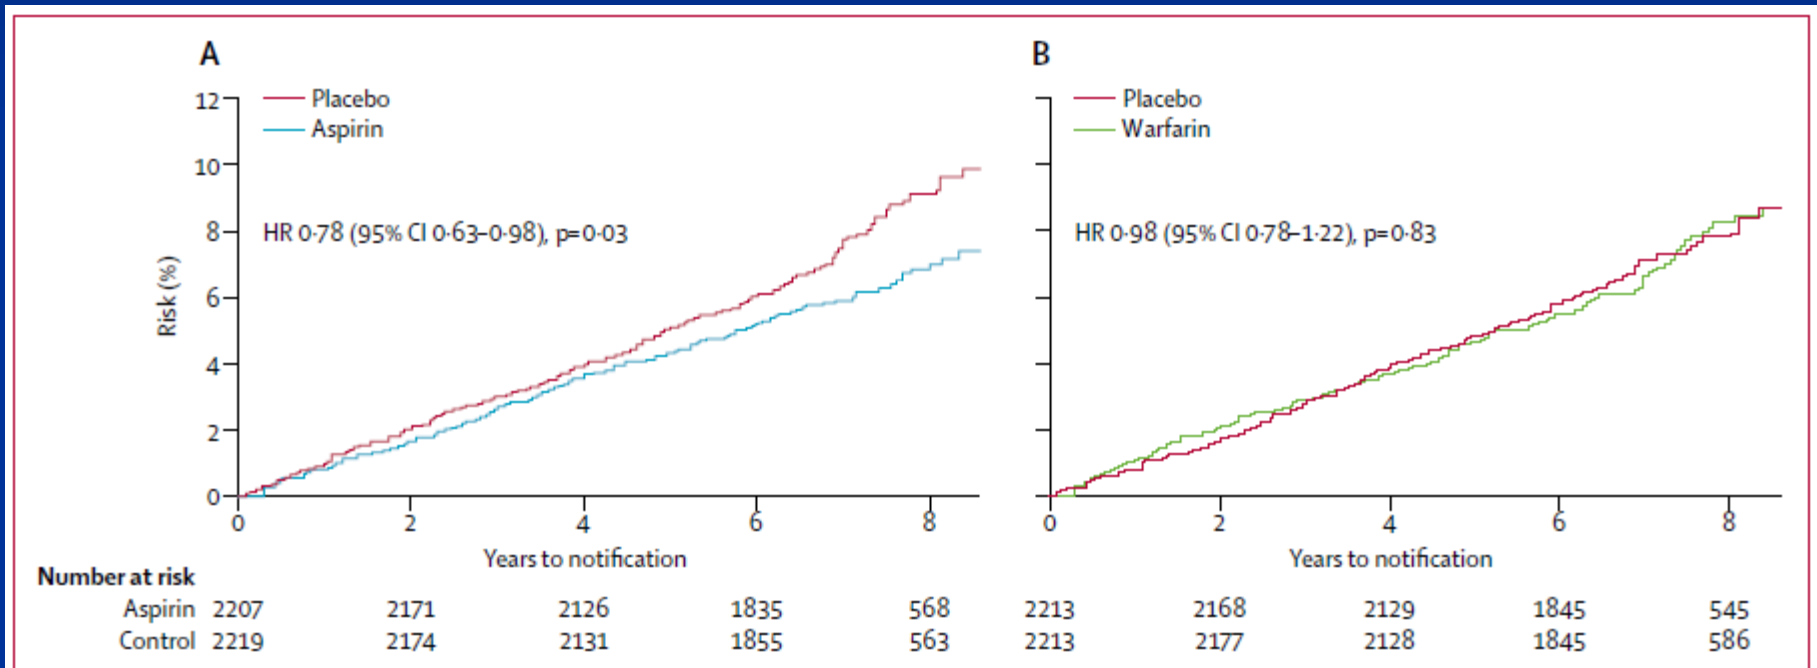 A
B
Placebo
Aspirin
Placebo
Warfarin
HR 0·78 (95% CI 0·63–0·98), p=0·03
HR 0·98 (95% CI 0·78–1·22), p=0·83
Risk (%)
12
10
8
6
4
2
0
0 2 4 6 8
0 2 4 6 8
Years to notification
Years to notification
Number at risk
Aspirin 2207 2171 2126 1835 568 2213 2168 2129 1845 545
Control 2219 2174 2131 1855 563 2213 2177 2128 1845 586